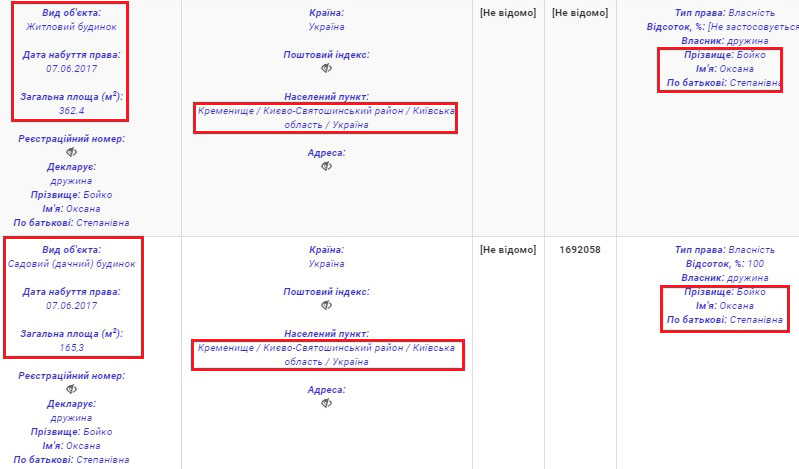 Вид об'єкта:
Житловий будинок
Дата набуття права:
07.06.2017
Загальна площа (м²):
362.4
Реєстраційний номер:
Декларує:
дружина
Прізвище: Бойко
Ім'я: Оксана
По батькові: Степанівна
Країна:
Україна
Поштовий індекс:
Населений пункт:
Кременище / Києво-Святошинський район / Київська
область / Україна
Адреса:
[Не відомо]
[Не відомо]
Тип права: Власність
Відсоток, %: [Не застосовується
Власник: дружина
Прізвище: Бойко
Ім'я: Оксана
По батькові: Степанівна
Вид об'єкта:
Садовий (дачний) будинок
Дата набуття права:
07.06.2017
Загальна площа (м²):
165,3
Реєстраційний номер:
Декларує:
дружина
Прізвище: Бойко
Ім'я: Оксана
По батькові: Степанівна
Країна:
Україна
Поштовий індекс:
Населений пункт:
Кременище / Києво-Святошинський район / Київська
область / Україна
Адреса:
[Не відомо]
1692058
Тип права: Власність
Відсоток, %: 100
Власник: дружина
Прізвище: Бойко
Ім'я: Оксана
По батькові: Степанівна